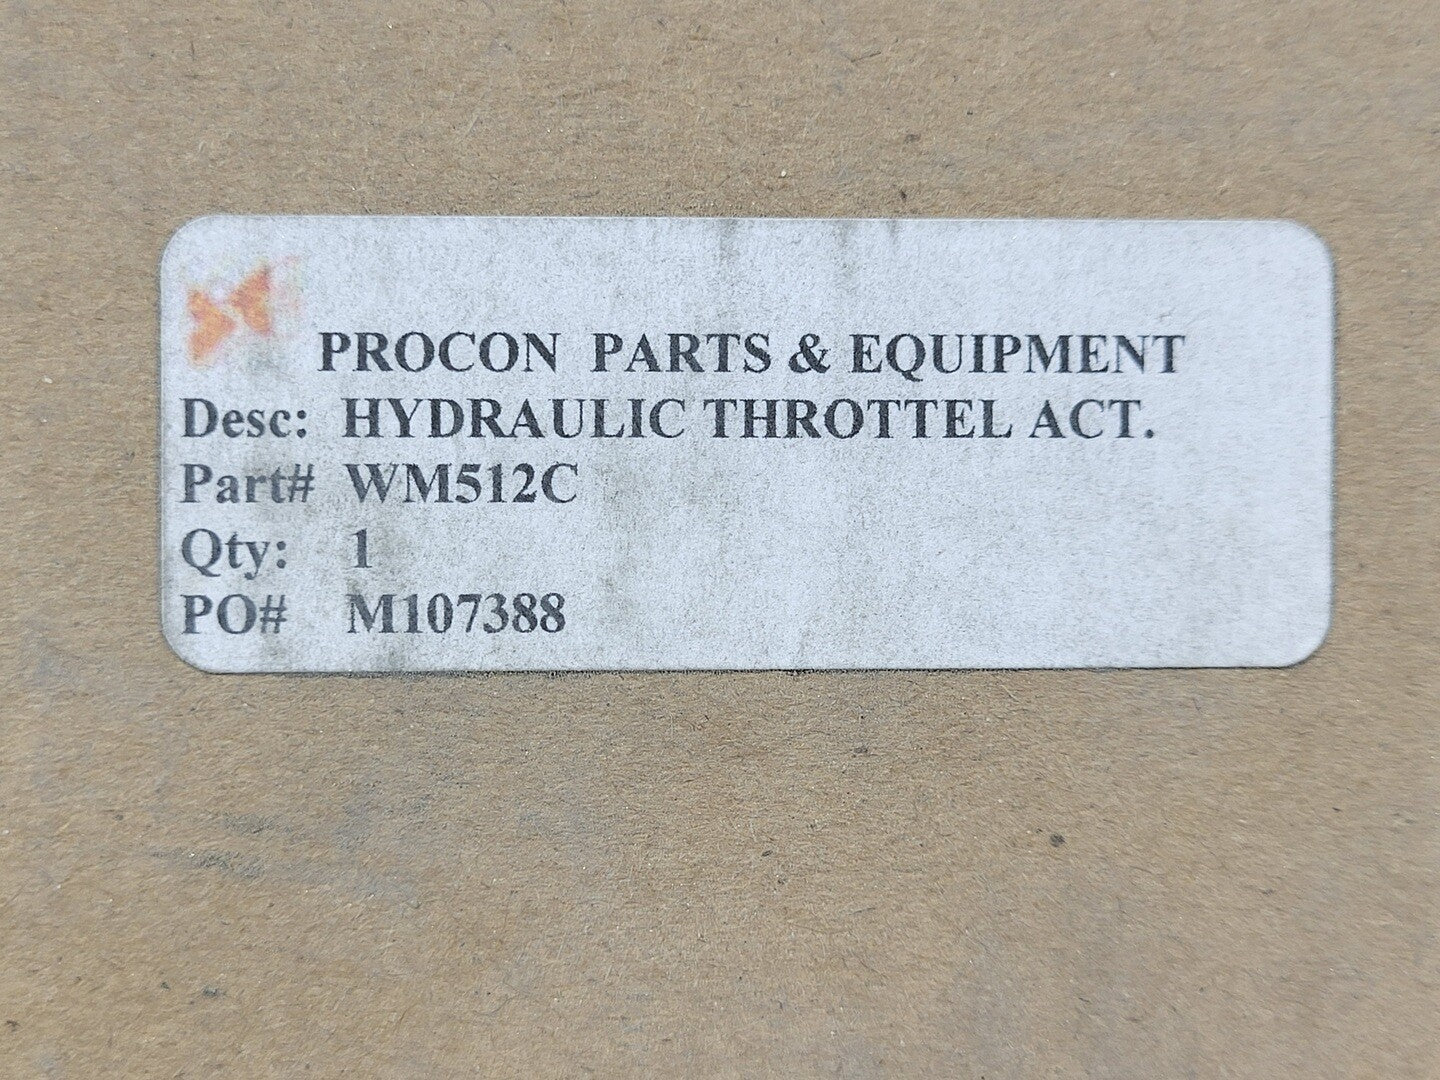 PROCON PARTS & EQUIPMENT
Desc: HYDRAULIC THROTTEL ACT.
Part# WM512C
Qty: 1
PO# M107388